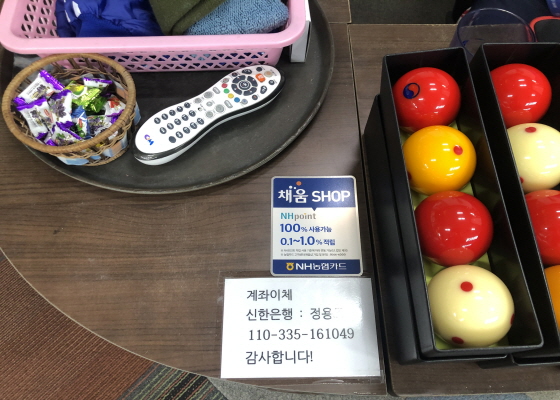 채움 SHOP
NHpoint
100% 사용가능
0.1~1.0% 적립
NH농협카드
계좌이체
신한은행 : 정용
110-335-161049
감사합니다!